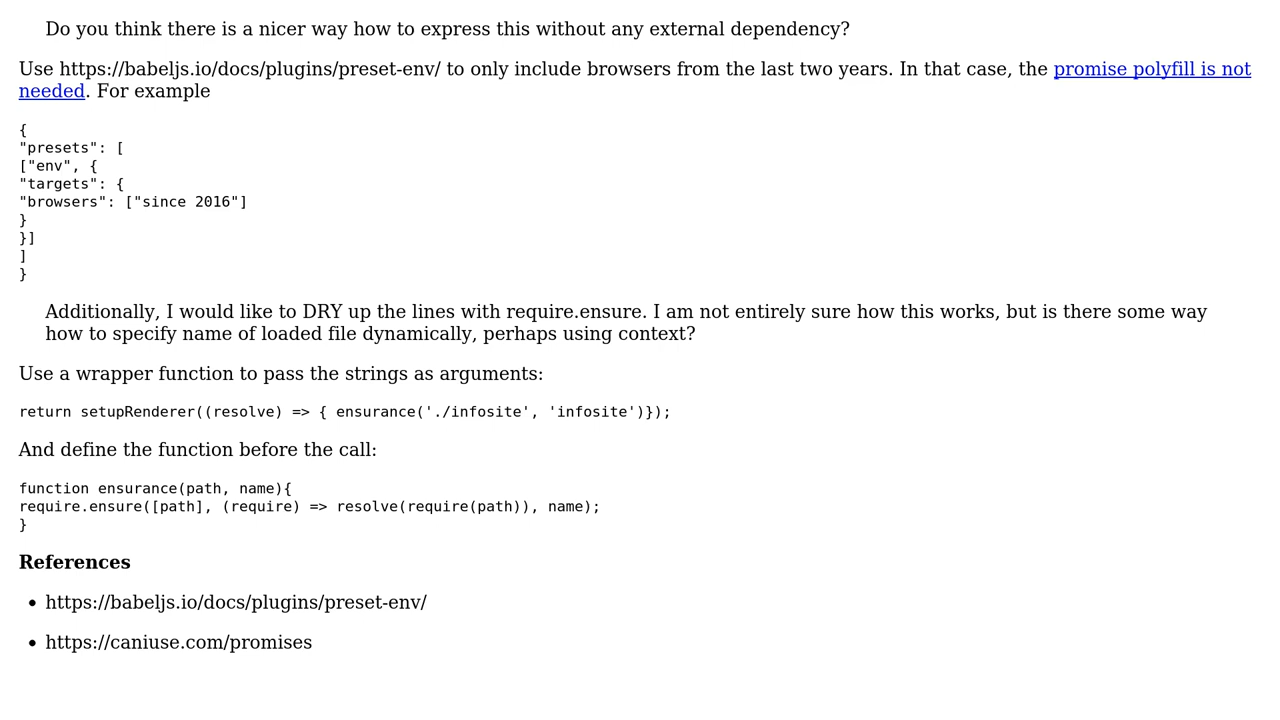 Do you think there is a nicer way how to express this without any external dependency?
Use https://babeljs.io/docs/plugins/preset-env/ to only include browsers from the last two years. In that case, the promise polyfill is not
needed. For example
{
"presets": [
["env", {
"targets": {
"browsers": ["since 2016"]
}
}]
]
}
Additionally, I would like to DRY up the lines with require.ensure. I am not entirely sure how this works, but is there some way
how to specify name of loaded file dynamically, perhaps using context?
Use a wrapper function to pass the strings as arguments:
return setupRenderer((resolve) => { ensurance('./infosite', 'infosite')});
And define the function before the call:
function ensurance(path, name){
require.ensure([path], (require) => resolve(require(path)), name);
}
References
• https://babeljs.io/docs/plugins/preset-env/
• https://caniuse.com/promises